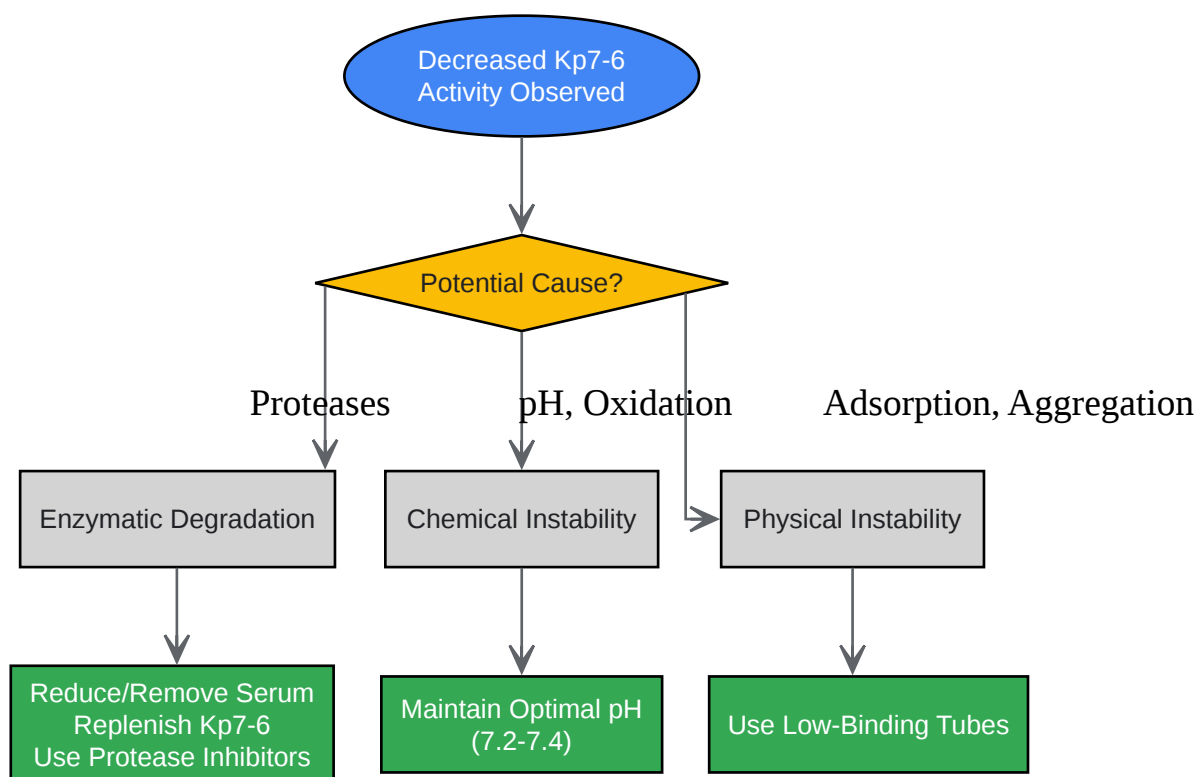 Decreased Kp7-6
Activity Observed
Potential Cause?
Proteases
pH, Oxidation
Adsorption, Aggregation
Enzymatic Degradation
Chemical Instability
Physical Instability
Reduce/Remove Serum
Replenish Kp7-6
Use Protease Inhibitors
Maintain Optimal pH
(7.2-7.4)
Use Low-Binding Tubes